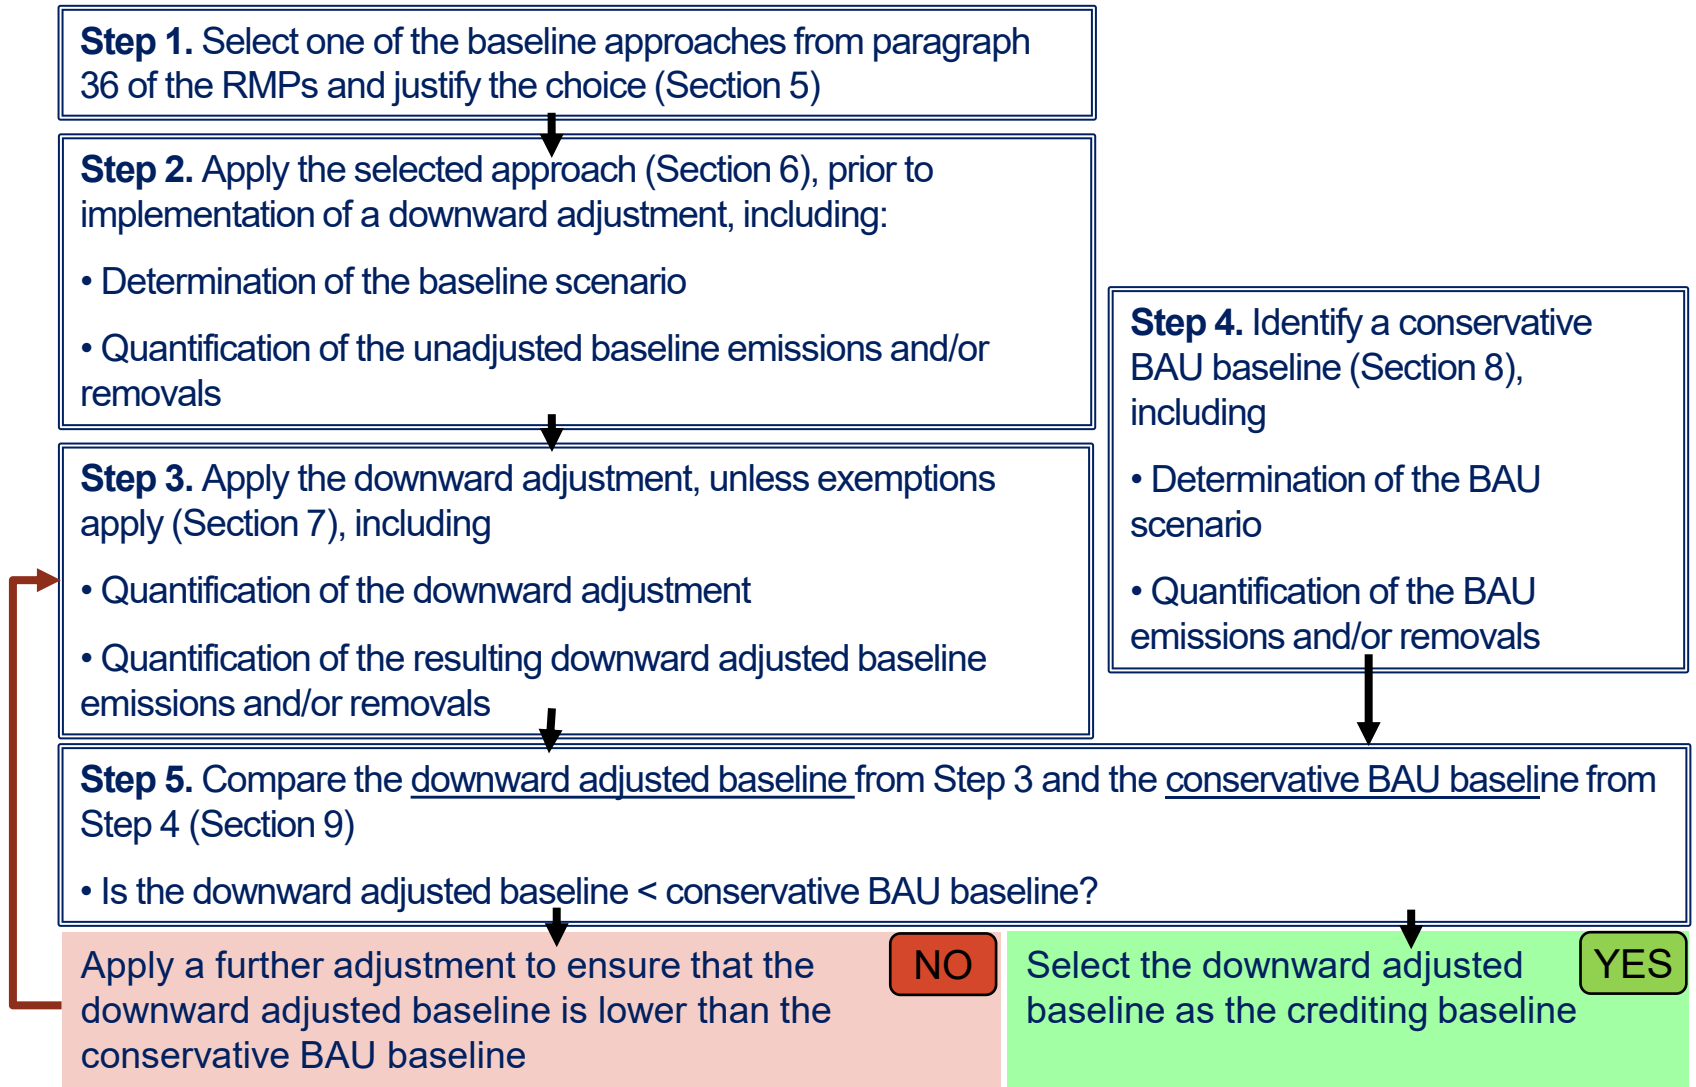 Step 1. Select one of the baseline approaches from paragraph
36 of the RMPs and justify the choice (Section 5)
Step 2. Apply the selected approach (Section 6), prior to
implementation of a downward adjustment, including:
• Determination of the baseline scenario
• Quantification of the unadjusted baseline emissions and/or
removals
Step 3. Apply the downward adjustment, unless exemptions
apply (Section 7), including
• Quantification of the downward adjustment
• Quantification of the resulting downward adjusted baseline
emissions and/or removals
Step 4. Identify a conservative
BAU baseline (Section 8),
including
• Determination of the BAU
scenario
• Quantification of the BAU
emissions and/or removals
Step 5. Compare the downward adjusted baseline from Step 3 and the conservative BAU baseline from
Step 4 (Section 9)
• Is the downward adjusted baseline < conservative BAU baseline?
Apply a further adjustment to ensure that the
downward adjusted baseline is lower than the
conservative BAU baseline
NO
Select the downward adjusted
baseline as the crediting baseline
YES